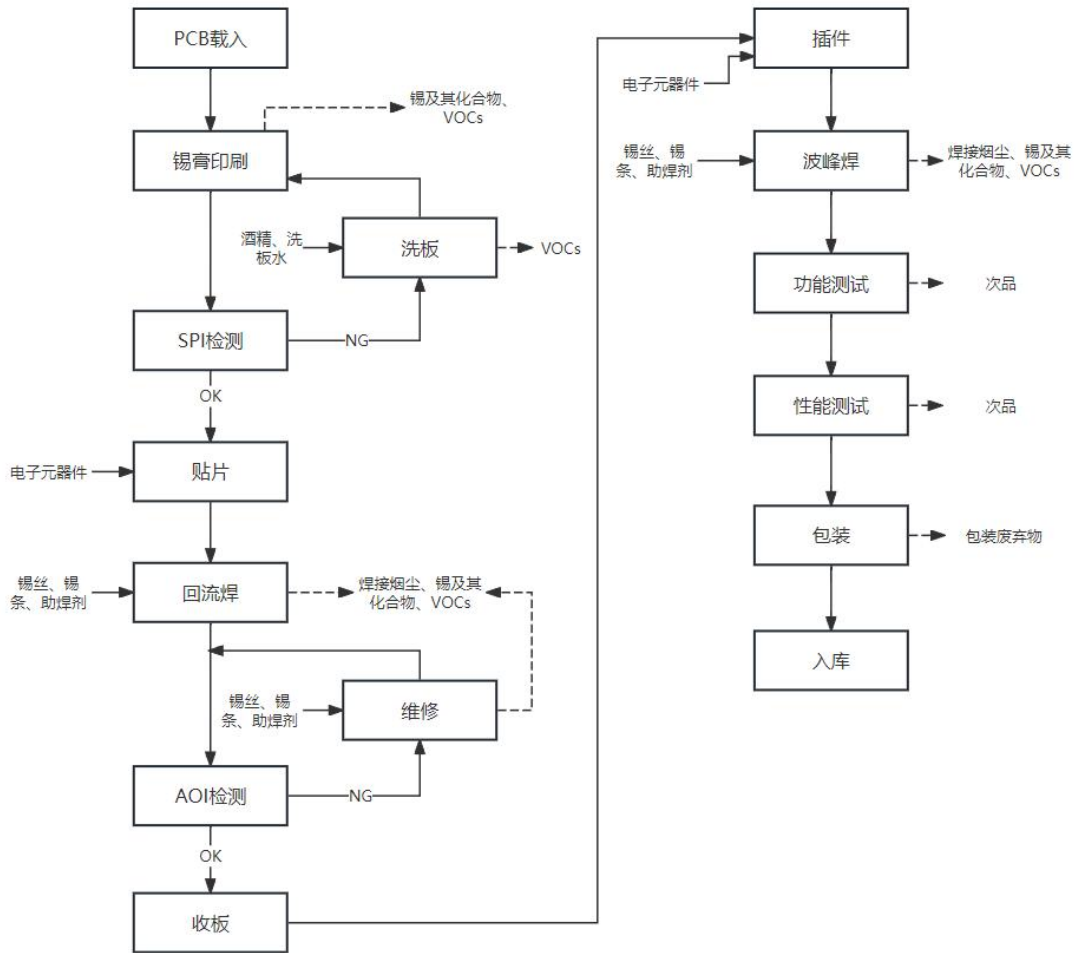 PCB载入
锡及其化合物、
VOCs
锡膏印刷
酒精、洗
板水
洗板
VOCs
SPI检测
NG
OK
电子元器件
贴片
锡丝、锡
条、助焊剂
回流焊
焊接烟尘、锡及其
化合物、VOCs
锡丝、锡
条、助焊剂
维修
AOI检测
NG
OK
收板
插件
电子元器件
锡丝、锡
条、助焊剂
波峰焊
焊接烟尘、锡及其
化合物、VOCs
功能测试
次品
性能测试
次品
包装
包装废弃物
入库